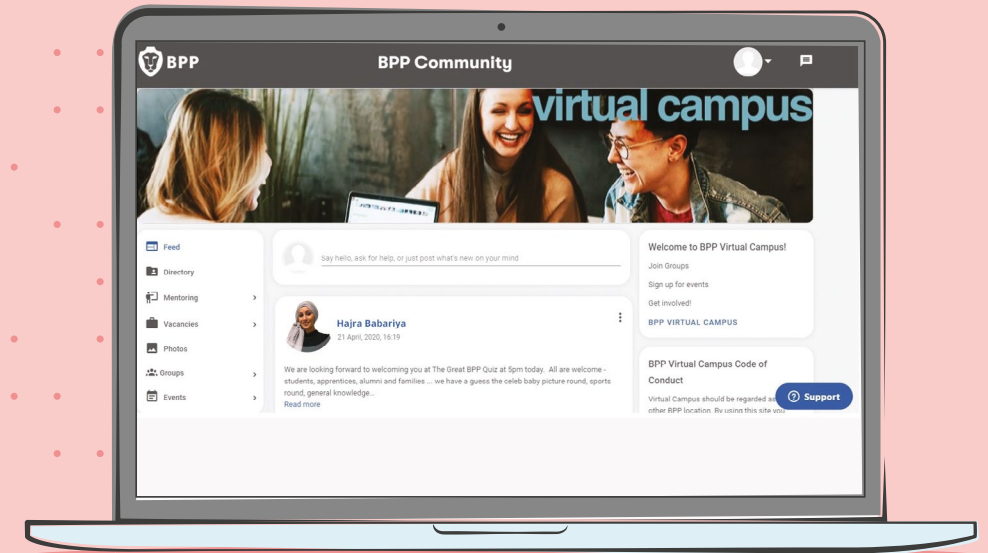 BPP
BPP Community
virtual campus
Feed
Directory
Mentoring
Vacancies
Photos
Groups
Events
Say hello, ask for help, or just post what's new on your mind
Hajra Babariya
21 April, 2020, 16:19
We are looking forward to welcoming you at The Great BPP Quiz at 5pm today. All are welcome -
students, apprentices, alumni and families ... we have a guess the celeb baby picture round, sports
round, general knowledge...
Read more
Welcome to BPP Virtual Campus!
Join Groups
Sign up for events
Get involved!
BPP VIRTUAL CAMPUS
BPP Virtual Campus Code of
Conduct
Virtual Campus should be regarded as
other BPP location. By using this site you
Support